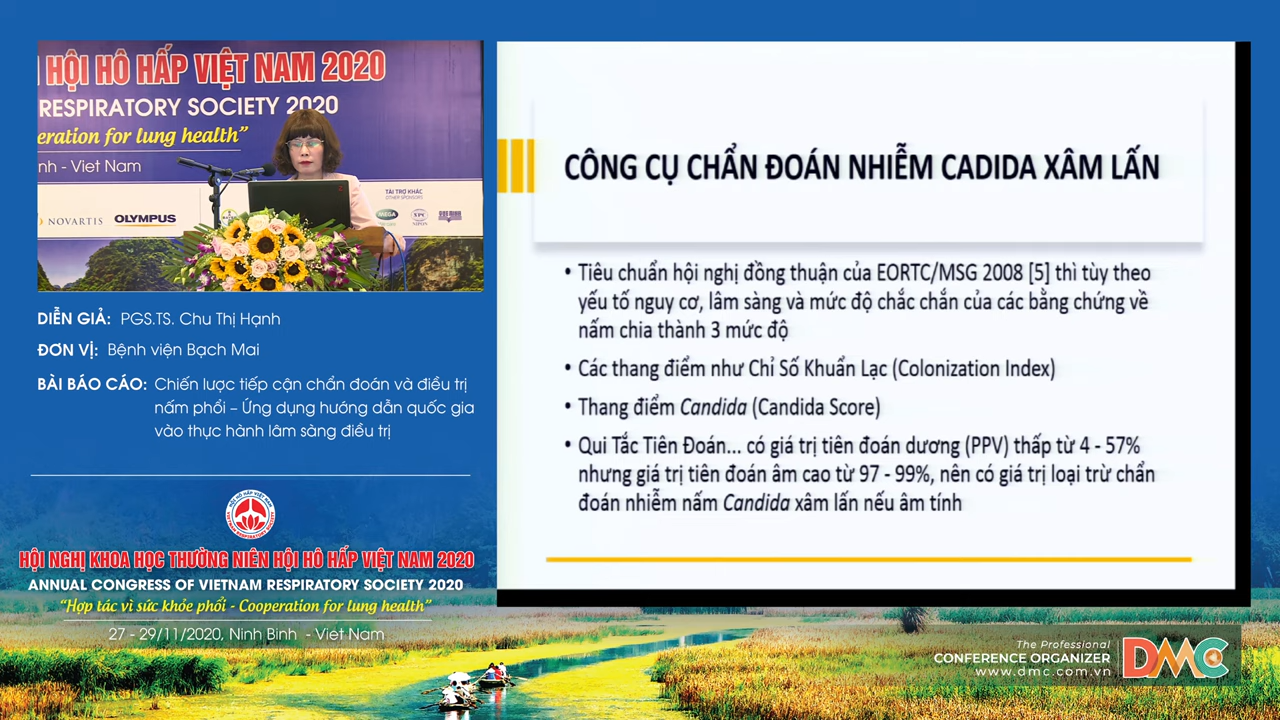 HỘI HÔ HẤP VIỆT NAM 2020
RESPIRATORY SOCIETY 2020
eration for lung health”
nh - Viet Nam
NOVARTIS
OLYMPUS
TÀI TRỢ KHÁC
OTHER SPONSORS
MEGA
DIỄN GIẢ: PGS.TS. Chu Thị Hạnh
ĐƠN VỊ: Bệnh viện Bạch Mai
BÀI BÁO CÁO: Chiến lược tiếp cận chẩn đoán và điều trị
nấm phổi – Ứng dụng hướng dẫn quốc gia
vào thực hành lâm sàng điều trị
HỘI NGHỊ KHOA HỌC THƯỜNG NIÊN HỘI HÔ HẤP VIỆT NAM 2020
ANNUAL CONGRESS OF VIETNAM RESPIRATORY SOCIETY 2020
“Hợp tác vì sức khỏe phổi - Cooperation for lung health”
27 - 29/11/2020, Ninh Binh - Viet Nam
CÔNG CỤ CHẨN ĐOÁN NHIỄM CADIDA XÂM LẤN
• Tiêu chuẩn hội nghị đồng thuận của EORTC/MSG 2008 [5] thì tùy theo
yếu tố nguy cơ, lâm sàng và mức độ chắc chắn của các bằng chứng về
nấm chia thành 3 mức độ
• Các thang điểm như Chỉ Số Khuẩn Lạc (Colonization Index)
• Thang điểm Candida (Candida Score)
• Qui Tắc Tiên Đoán... có giá trị tiên đoán dương (PPV) thấp từ 4 - 57%
nhưng giá trị tiên đoán âm cao từ 97 - 99%, nên có giá trị loại trừ chẩn
đoán nhiễm nấm Candida xâm lấn nếu âm tính
The Professional
CONFERENCE ORGANIZER
www.dmc.com.vn
DMC